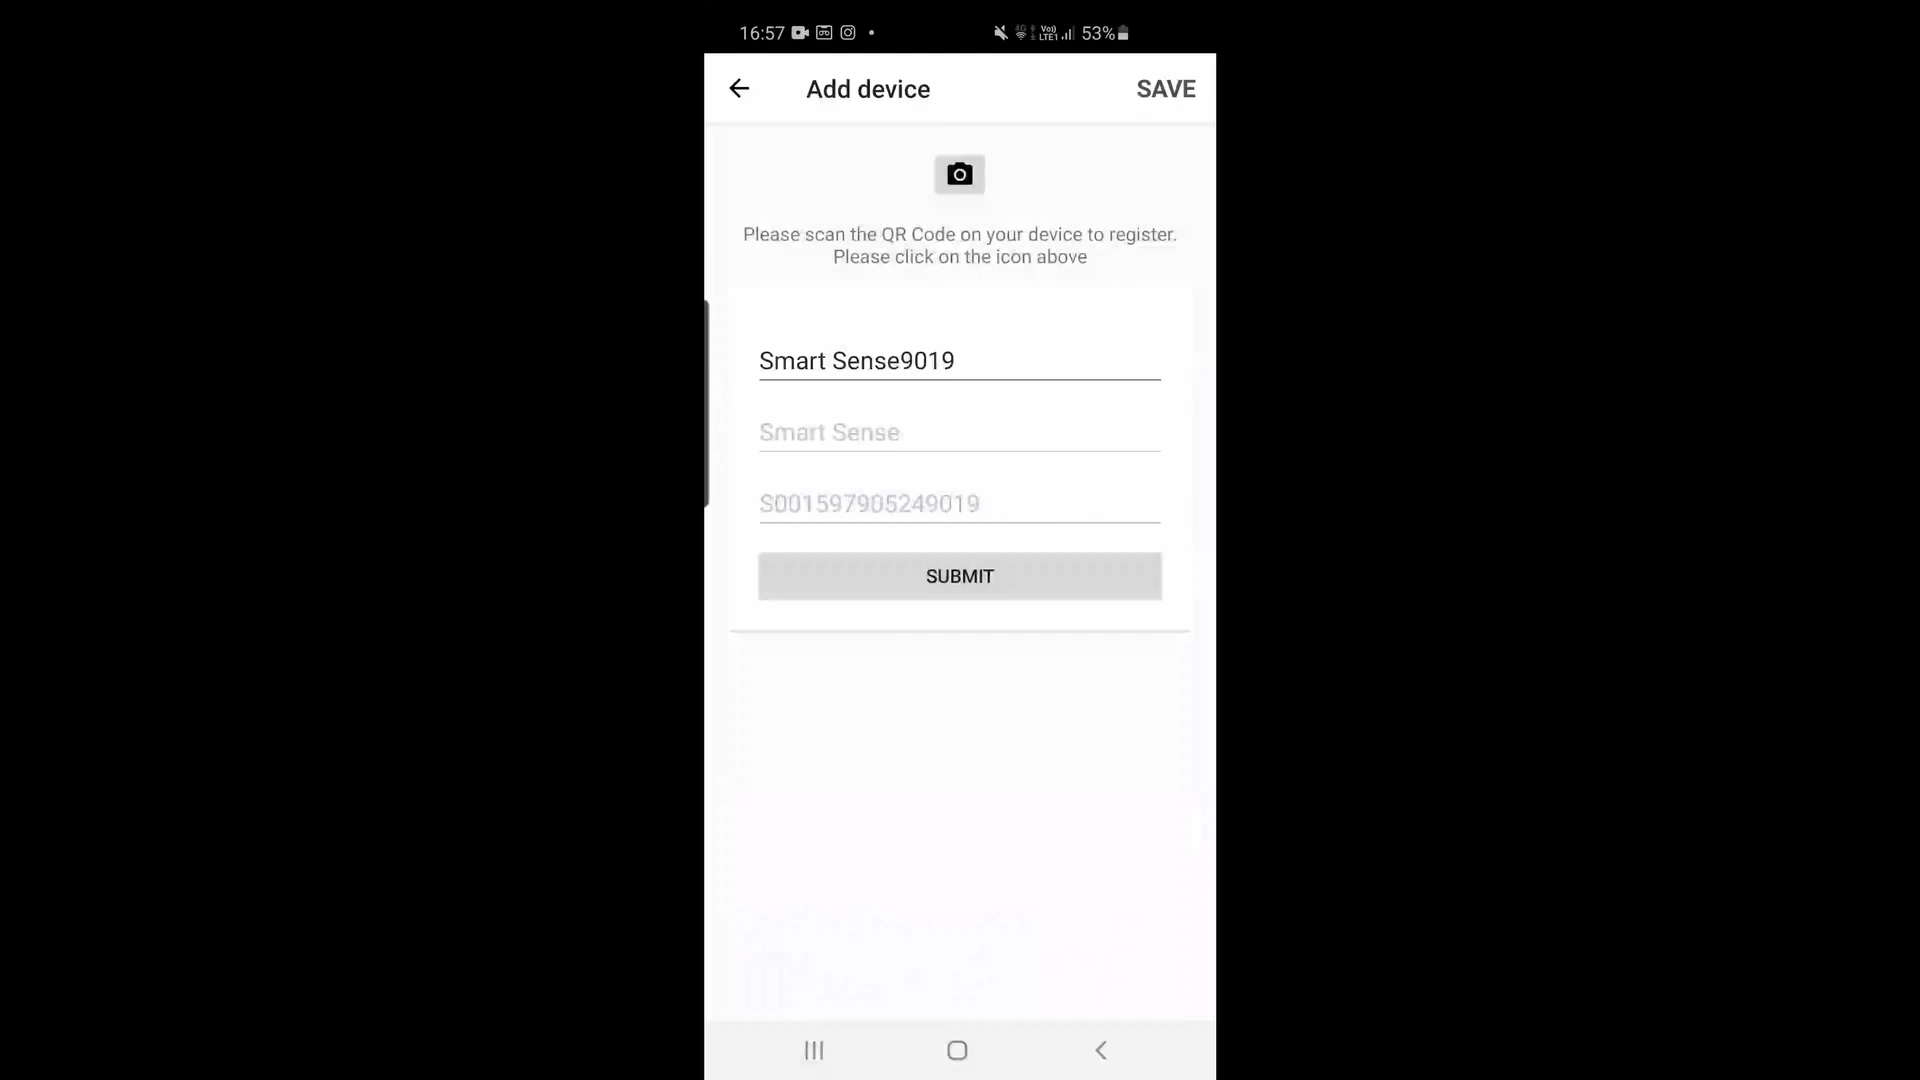 16:57 53%
Add device SAVE
Please scan the QR Code on your device to register.
Please click on the icon above
Smart Sense9019
Smart Sense
S001597905249019
SUBMIT